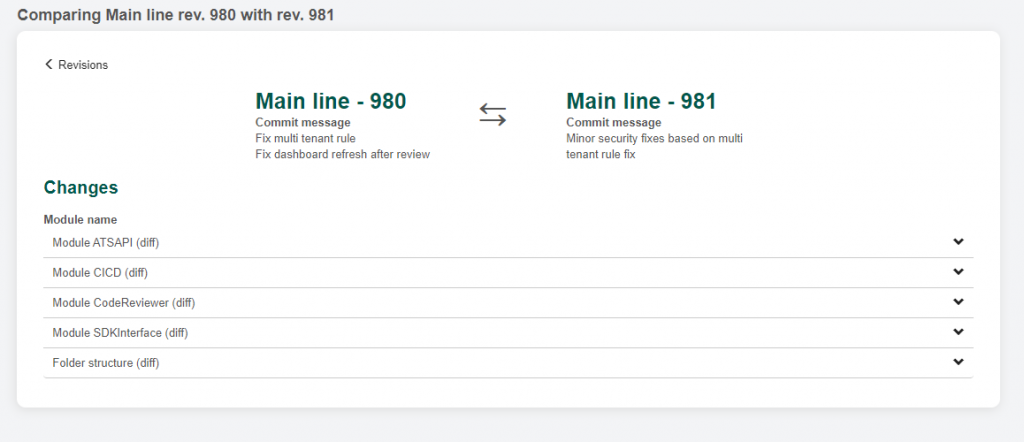 Comparing Main line rev. 980 with rev. 981
Revisions
Main line - 980
Commit message
Fix multi tenant rule
Fix dashboard refresh after review
Main line - 981
Commit message
Minor security fixes based on multi
tenant rule fix
Changes
Module name
Module ATSAPI (diff)
Module CICD (diff)
Module CodeReviewer (diff)
Module SDKInterface (diff)
Folder structure (diff)